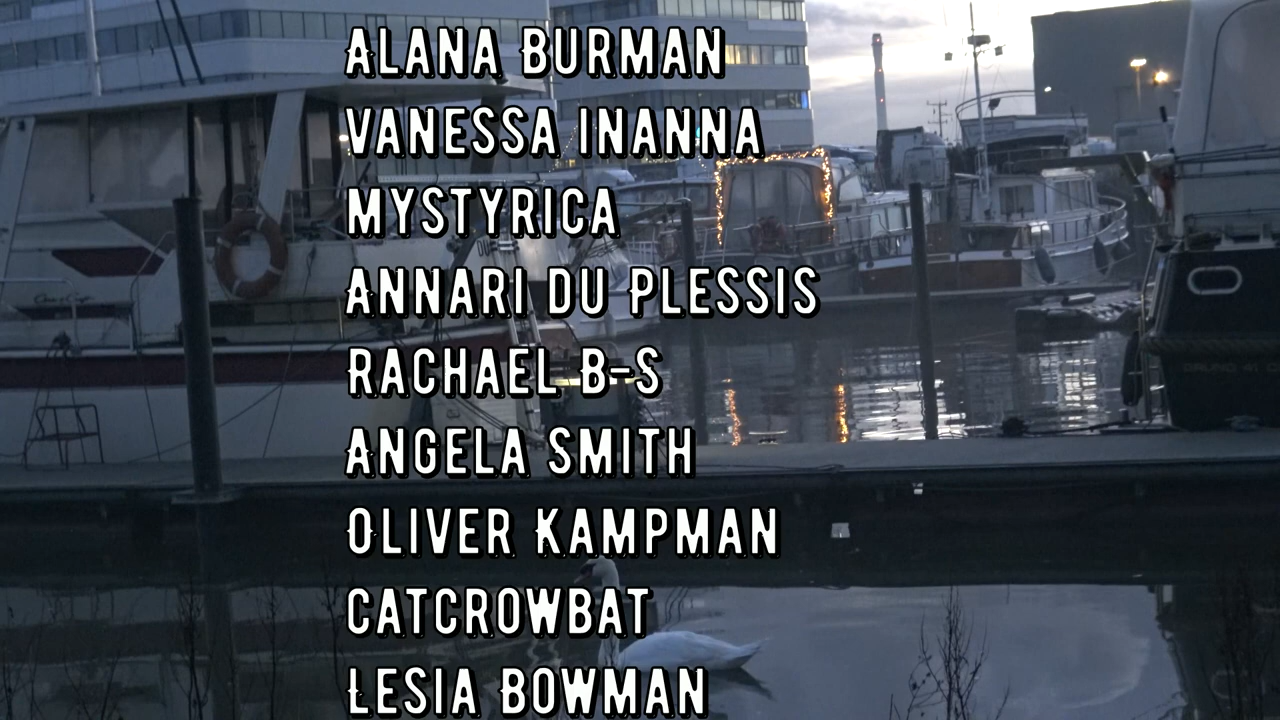 Alana Burman
Vanessa Inanna
Mystyrica
Annari du Plessis
Rachael B-S
Angela Smith
Oliver Kampman
catcrowbat
Lesia Bowman